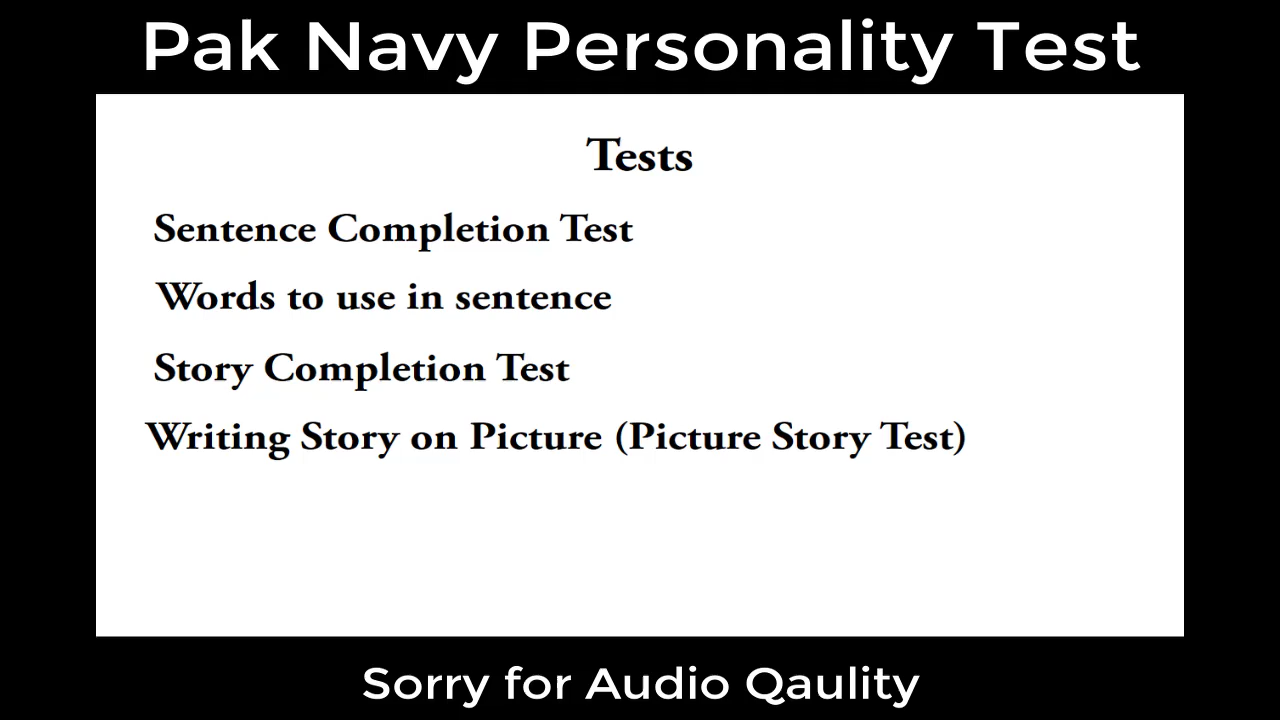 Pak Navy Personality Test
Tests
Sentence Completion Test
Words to use in sentence
Story Completion Test
Writing Story on Picture (Picture Story Test)
Sorry for Audio Qaulity